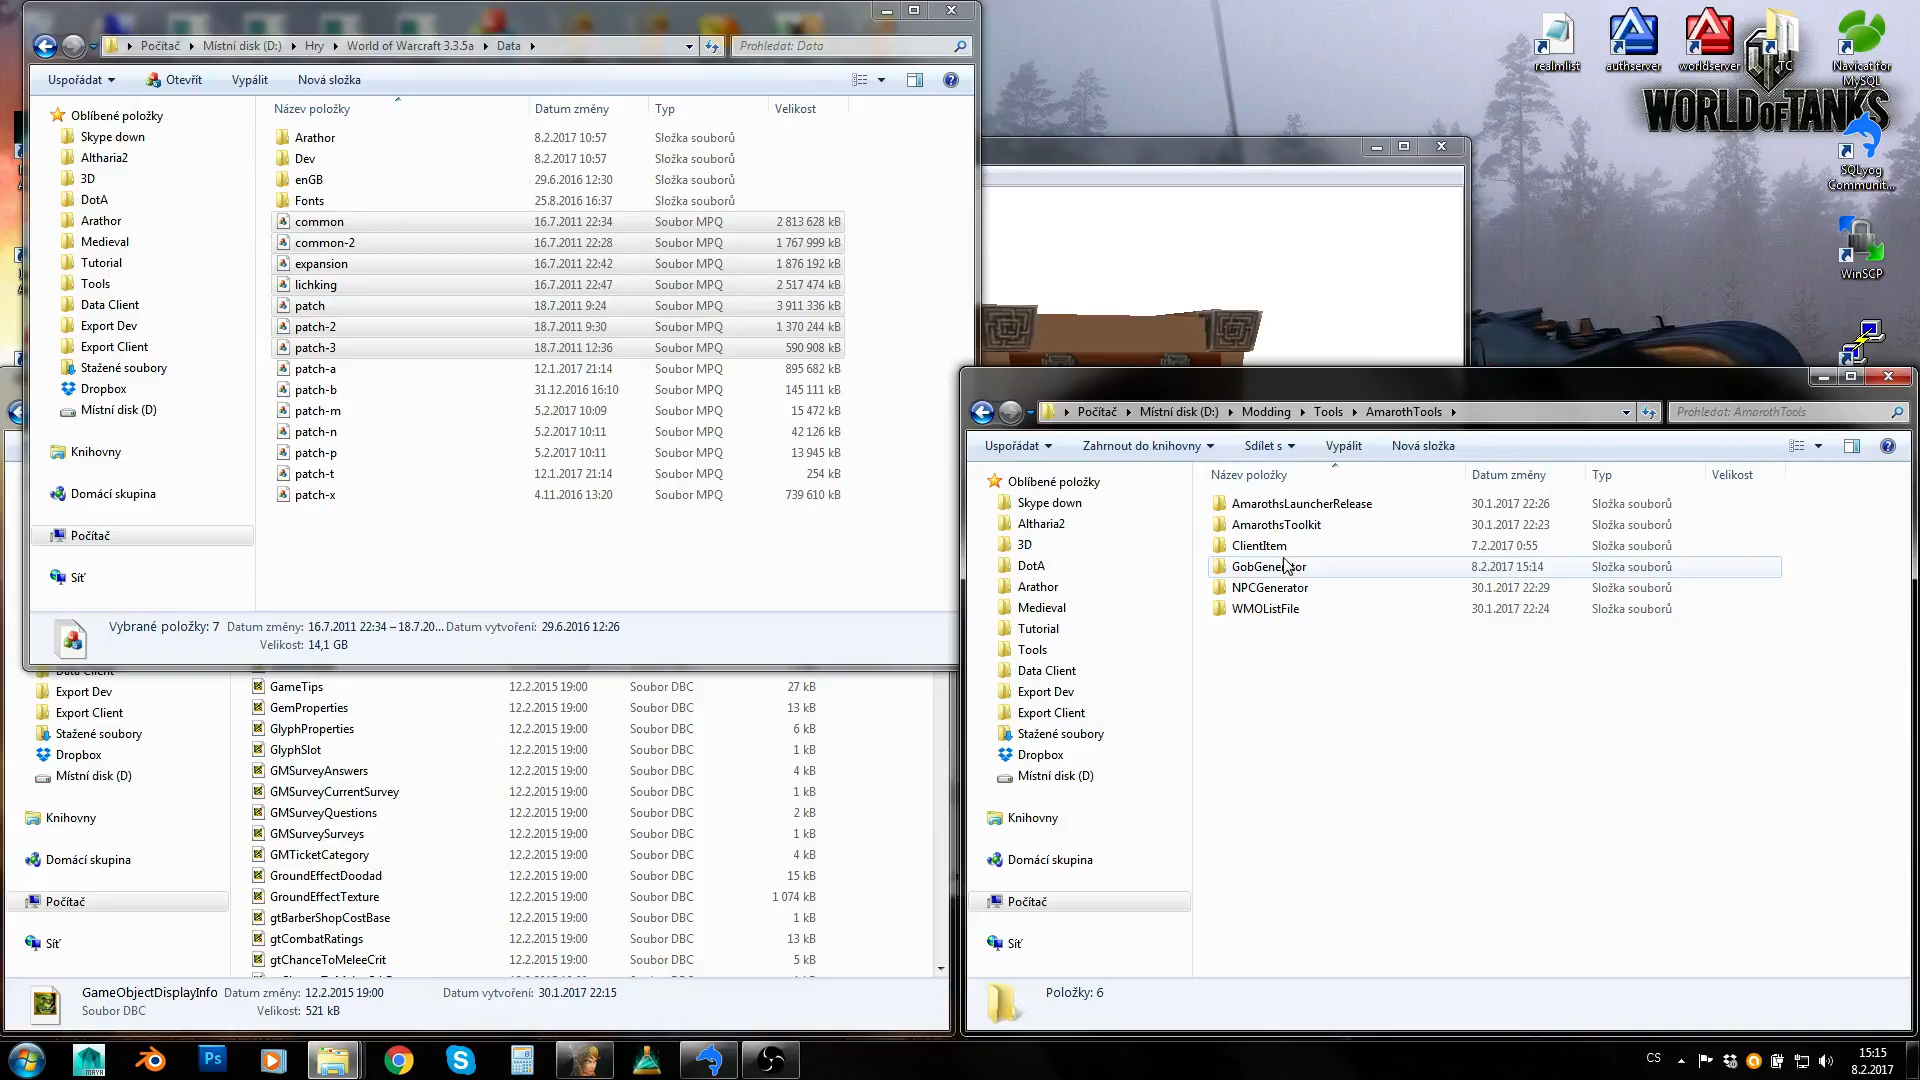 Počítač
Místní disk (D:)
Hry
World of Warcraft 3.3.5a
Data
Prohledat: Data
Uspořádat
Otevřít
Vypálit
Nová složka
Název položky
Datum změny
Typ
Velikost
Oblíbené položky
Skype down
Altharia2
3D
DotA
Arathor
Medieval
Tutorial
Tools
Data Client
Export Dev
Export Client
Stažené soubory
Dropbox
Místní disk (D)
Knihovny
Domácí skupina
Počítač
Síť
Arathor 8.2.2017 10:57 Složka souborů
Dev 8.2.2017 10:57 Složka souborů
enGB 29.6.2016 12:30 Složka souborů
Fonts 25.8.2016 16:37 Složka souborů
common 16.7.2011 22:34 Soubor MPQ 2 813 628 kB
common-2 16.7.2011 22:28 Soubor MPQ 1 767 999 kB
expansion 16.7.2011 22:42 Soubor MPQ 1 876 192 kB
lichking 16.7.2011 22:47 Soubor MPQ 2 517 474 kB
patch 18.7.2011 9:24 Soubor MPQ 3 911 336 kB
patch-2 18.7.2011 9:30 Soubor MPQ 1 370 244 kB
patch-3 18.7.2011 12:36 Soubor MPQ 590 908 kB
patch-a 12.1.2017 21:14 Soubor MPQ 895 682 kB
patch-b 31.12.2016 16:10 Soubor MPQ 145 111 kB
patch-m 5.2.2017 10:09 Soubor MPQ 15 472 kB
patch-n 5.2.2017 10:11 Soubor MPQ 42 126 kB
patch-p 5.2.2017 10:11 Soubor MPQ 13 945 kB
patch-t 12.1.2017 21:14 Soubor MPQ 254 kB
patch-x 4.11.2016 13:20 Soubor MPQ 739 610 kB
Vybrané položky: 7 Datum změny: 16.7.2011 22:34 – 18.7.20... Datum vytvoření: 29.6.2016 12:26
Velikost: 14,1 GB
Export Dev
Export Client
Stažené soubory
Dropbox
Místní disk (D)
Knihovny
Domácí skupina
Počítač
Síť
GameTips 12.2.2015 19:00 Soubor DBC 27 kB
GemProperties 12.2.2015 19:00 Soubor DBC 13 kB
GlyphProperties 12.2.2015 19:00 Soubor DBC 6 kB
GlyphSlot 12.2.2015 19:00 Soubor DBC 1 kB
GMSurveyAnswers 12.2.2015 19:00 Soubor DBC 4 kB
GMSurveyCurrentSurvey 12.2.2015 19:00 Soubor DBC 1 kB
GMSurveyQuestions 12.2.2015 19:00 Soubor DBC 2 kB
GMSurveySurveys 12.2.2015 19:00 Soubor DBC 1 kB
GMTicketCategory 12.2.2015 19:00 Soubor DBC 4 kB
GroundEffectDoodad 12.2.2015 19:00 Soubor DBC 15 kB
GroundEffectTexture 12.2.2015 19:00 Soubor DBC 1 074 kB
gtBarberShopCostBase 12.2.2015 19:00 Soubor DBC 1 kB
gtCombatRatings 12.2.2015 19:00 Soubor DBC 13 kB
gtChanceToMeleeCrit 12.2.2015 19:00 Soubor DBC 5 kB
GameObjectDisplayInfo Datum změny: 12.2.2015 19:00 Datum vytvoření: 30.1.2017 22:15
Soubor DBC Velikost: 521 kB
realmlist
authserver
worldserver
TC
Navicat for MySQL
WORLD OF TANKS
SQLyog Communit...
WinSCP
Počítač
Místní disk (D:)
Modding
Tools
AmarothTools
Prohledat: AmarothTools
Uspořádat
Zahrnout do knihovny
Sdílet s
Vypálit
Nová složka
Název položky
Datum změny
Typ
Velikost
Oblíbené položky
Skype down
Altharia2
3D
DotA
Arathor
Medieval
Tutorial
Tools
Data Client
Export Dev
Export Client
Stažené soubory
Dropbox
Místní disk (D)
Knihovny
Domácí skupina
Počítač
Síť
AmarothsLauncherRelease 30.1.2017 22:26 Složka souborů
AmarothsToolkit 30.1.2017 22:23 Složka souborů
ClientItem 7.2.2017 0:55 Složka souborů
GobGenerator 8.2.2017 15:14 Složka souborů
NPCGenerator 30.1.2017 22:29 Složka souborů
WMOListFile 30.1.2017 22:24 Složka souborů
Položky: 6
MAYA
Ps
CS
15:15
8.2.2017